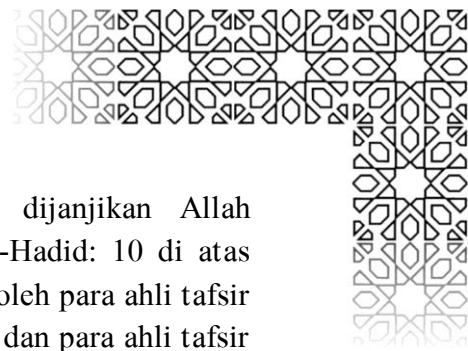 dijanjikan Allah
-Hadid: 10 di atas
oleh para ahli tafsir
dan para ahli tafsir